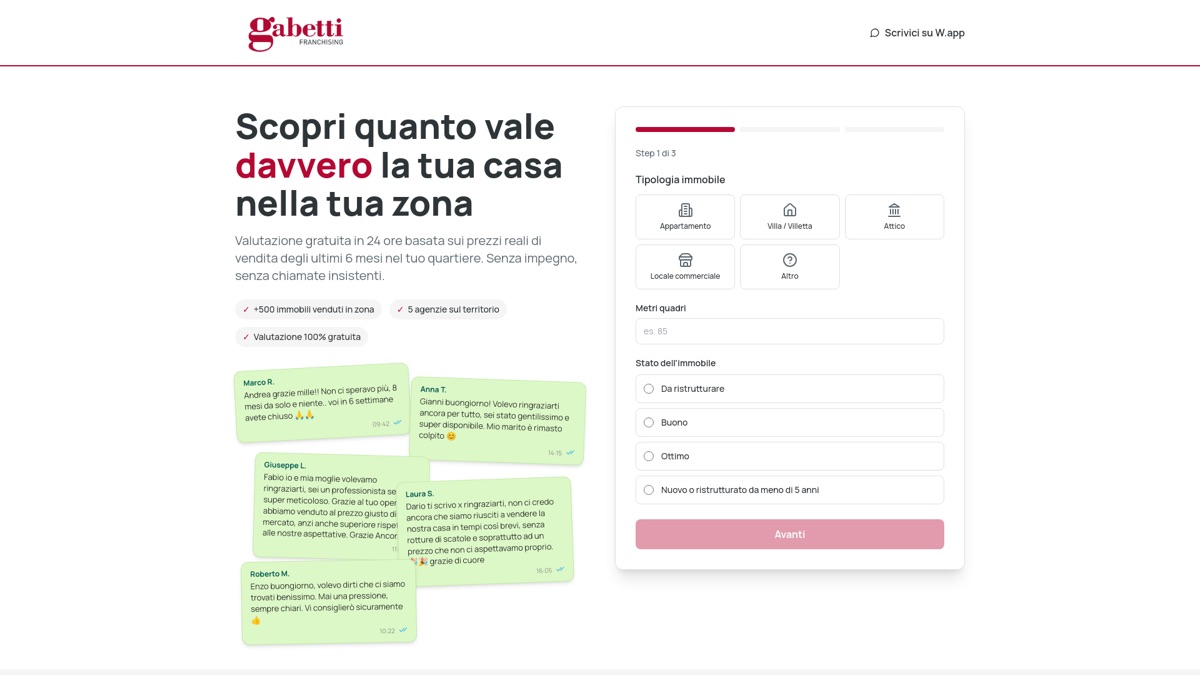 gabetti
FRANCHISING
Scrivici su W.app
Scopri quanto vale
davvero la tua casa
nella tua zona
Valutazione gratuita in 24 ore basata sui prezzi reali di
vendita degli ultimi 6 mesi nel tuo quartiere. Senza impegno,
senza chiamate insistenti.
✓ +500 immobili venduti in zona
✓ 5 agenzie sul territorio
✓ Valutazione 100% gratuita
Marco R.
Andrea grazie mille!! Non ci speravo più, 8
mesi da solo e niente.. voi in 6 settimane
avete chiuso 🙏🙏
09:42
Anna T.
Gianni buongiorno! Volevo ringraziarti
ancora per tutto, sei stato gentilissimo e
super disponibile. Mio marito è rimasto
colpito 😊
14:15
Giuseppe L.
Fabio io e mia moglie volevamo
ringraziarti, sei un professionista se
super meticoloso. Grazie al tuo oper
abbiamo venduto al prezzo giusto di
mercato, anzi anche superiore rispe
alle nostre aspettative. Grazie Ancor
11
Laura S.
Dario ti scrivo x ringraziarti, non ci credo
ancora che siamo riusciti a vendere la
nostra casa in tempi così brevi, senza
rotture di scatole e soprattutto ad un
prezzo che non ci aspettavamo proprio.
🎉🎉 grazie di cuore
16:05
Roberto M.
Enzo buongiorno, volevo dirti che ci siamo
trovati benissimo. Mai una pressione,
sempre chiari. Vi consiglierò sicuramente
👍
10:22
Step 1 di 3
Tipologia immobile
Appartamento
Villa / Villetta
Attico
Locale commerciale
Altro
Metri quadri
es. 85
Stato dell'immobile
Da ristrutturare
Buono
Ottimo
Nuovo o ristrutturato da meno di 5 anni
Avanti